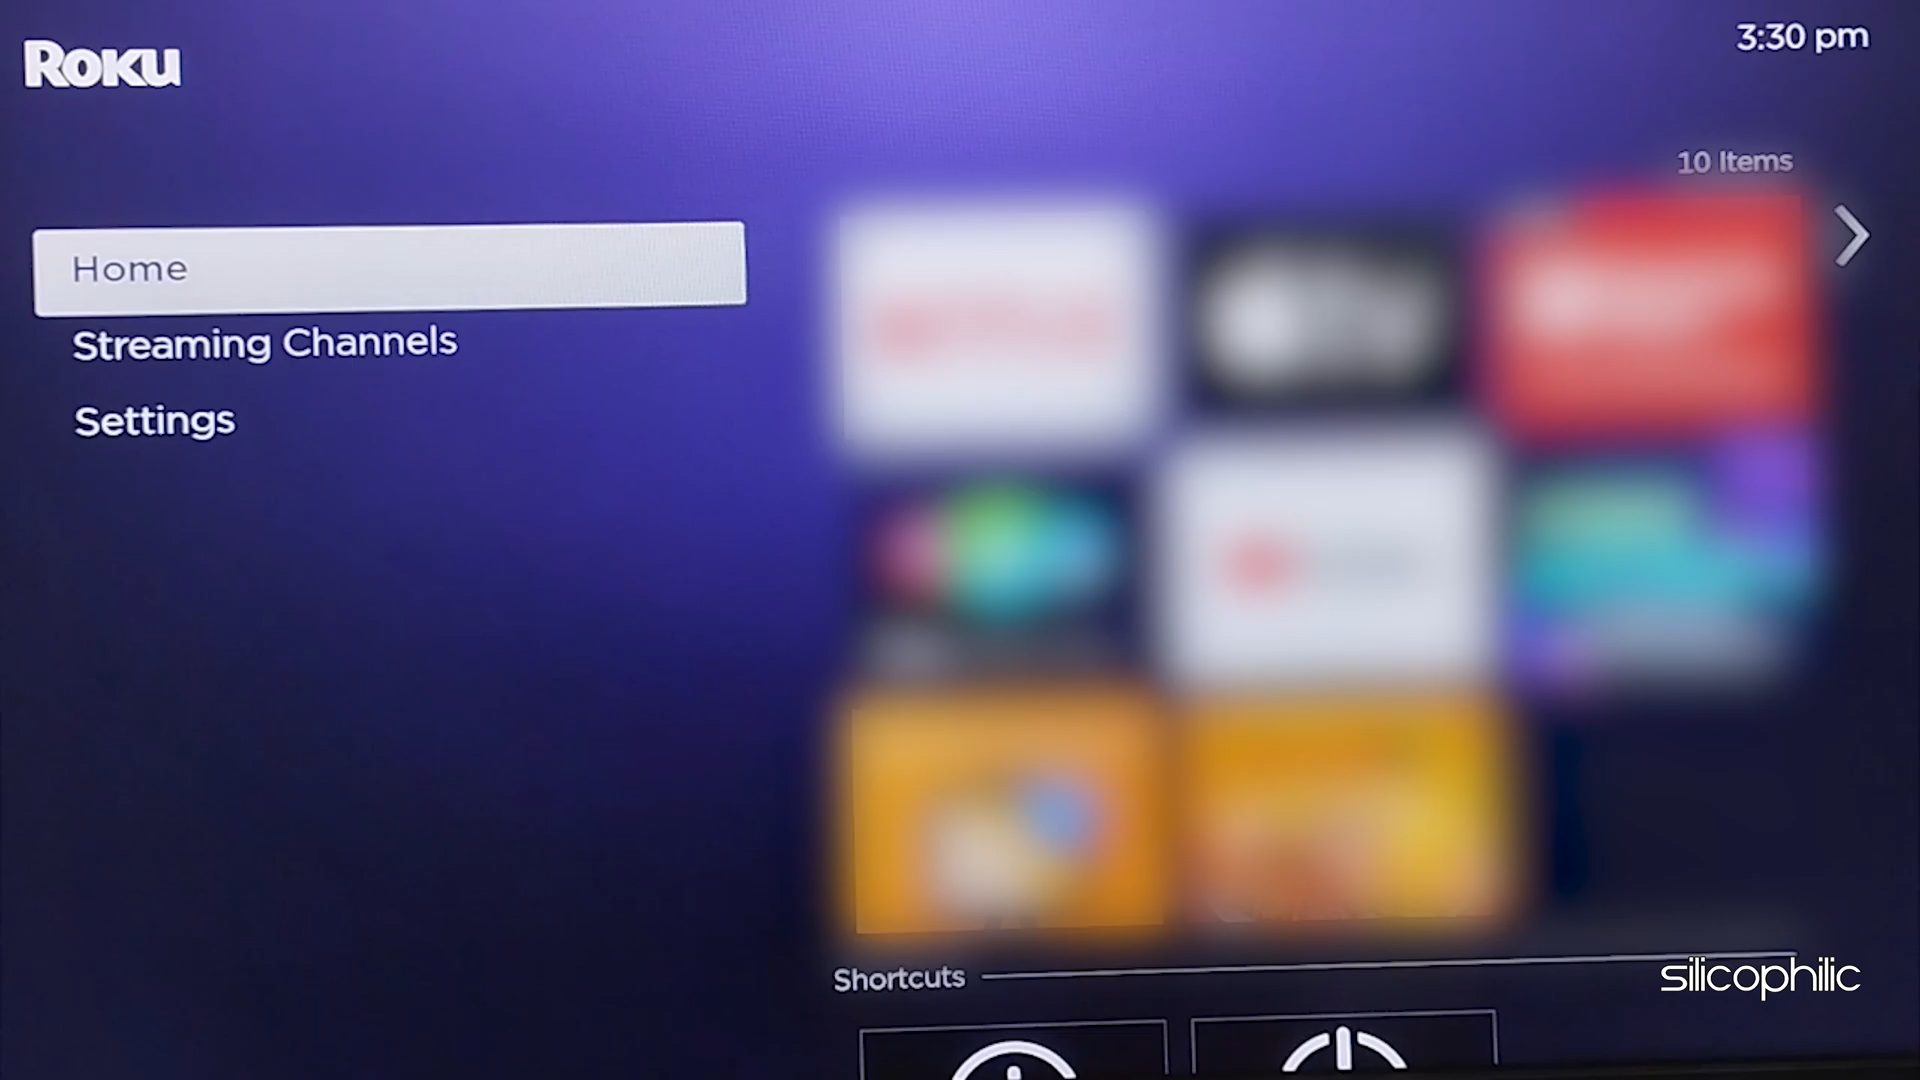 Roku
3:30 pm
10 Items
Home
Streaming Channels
Settings
Shortcuts
silicophilic